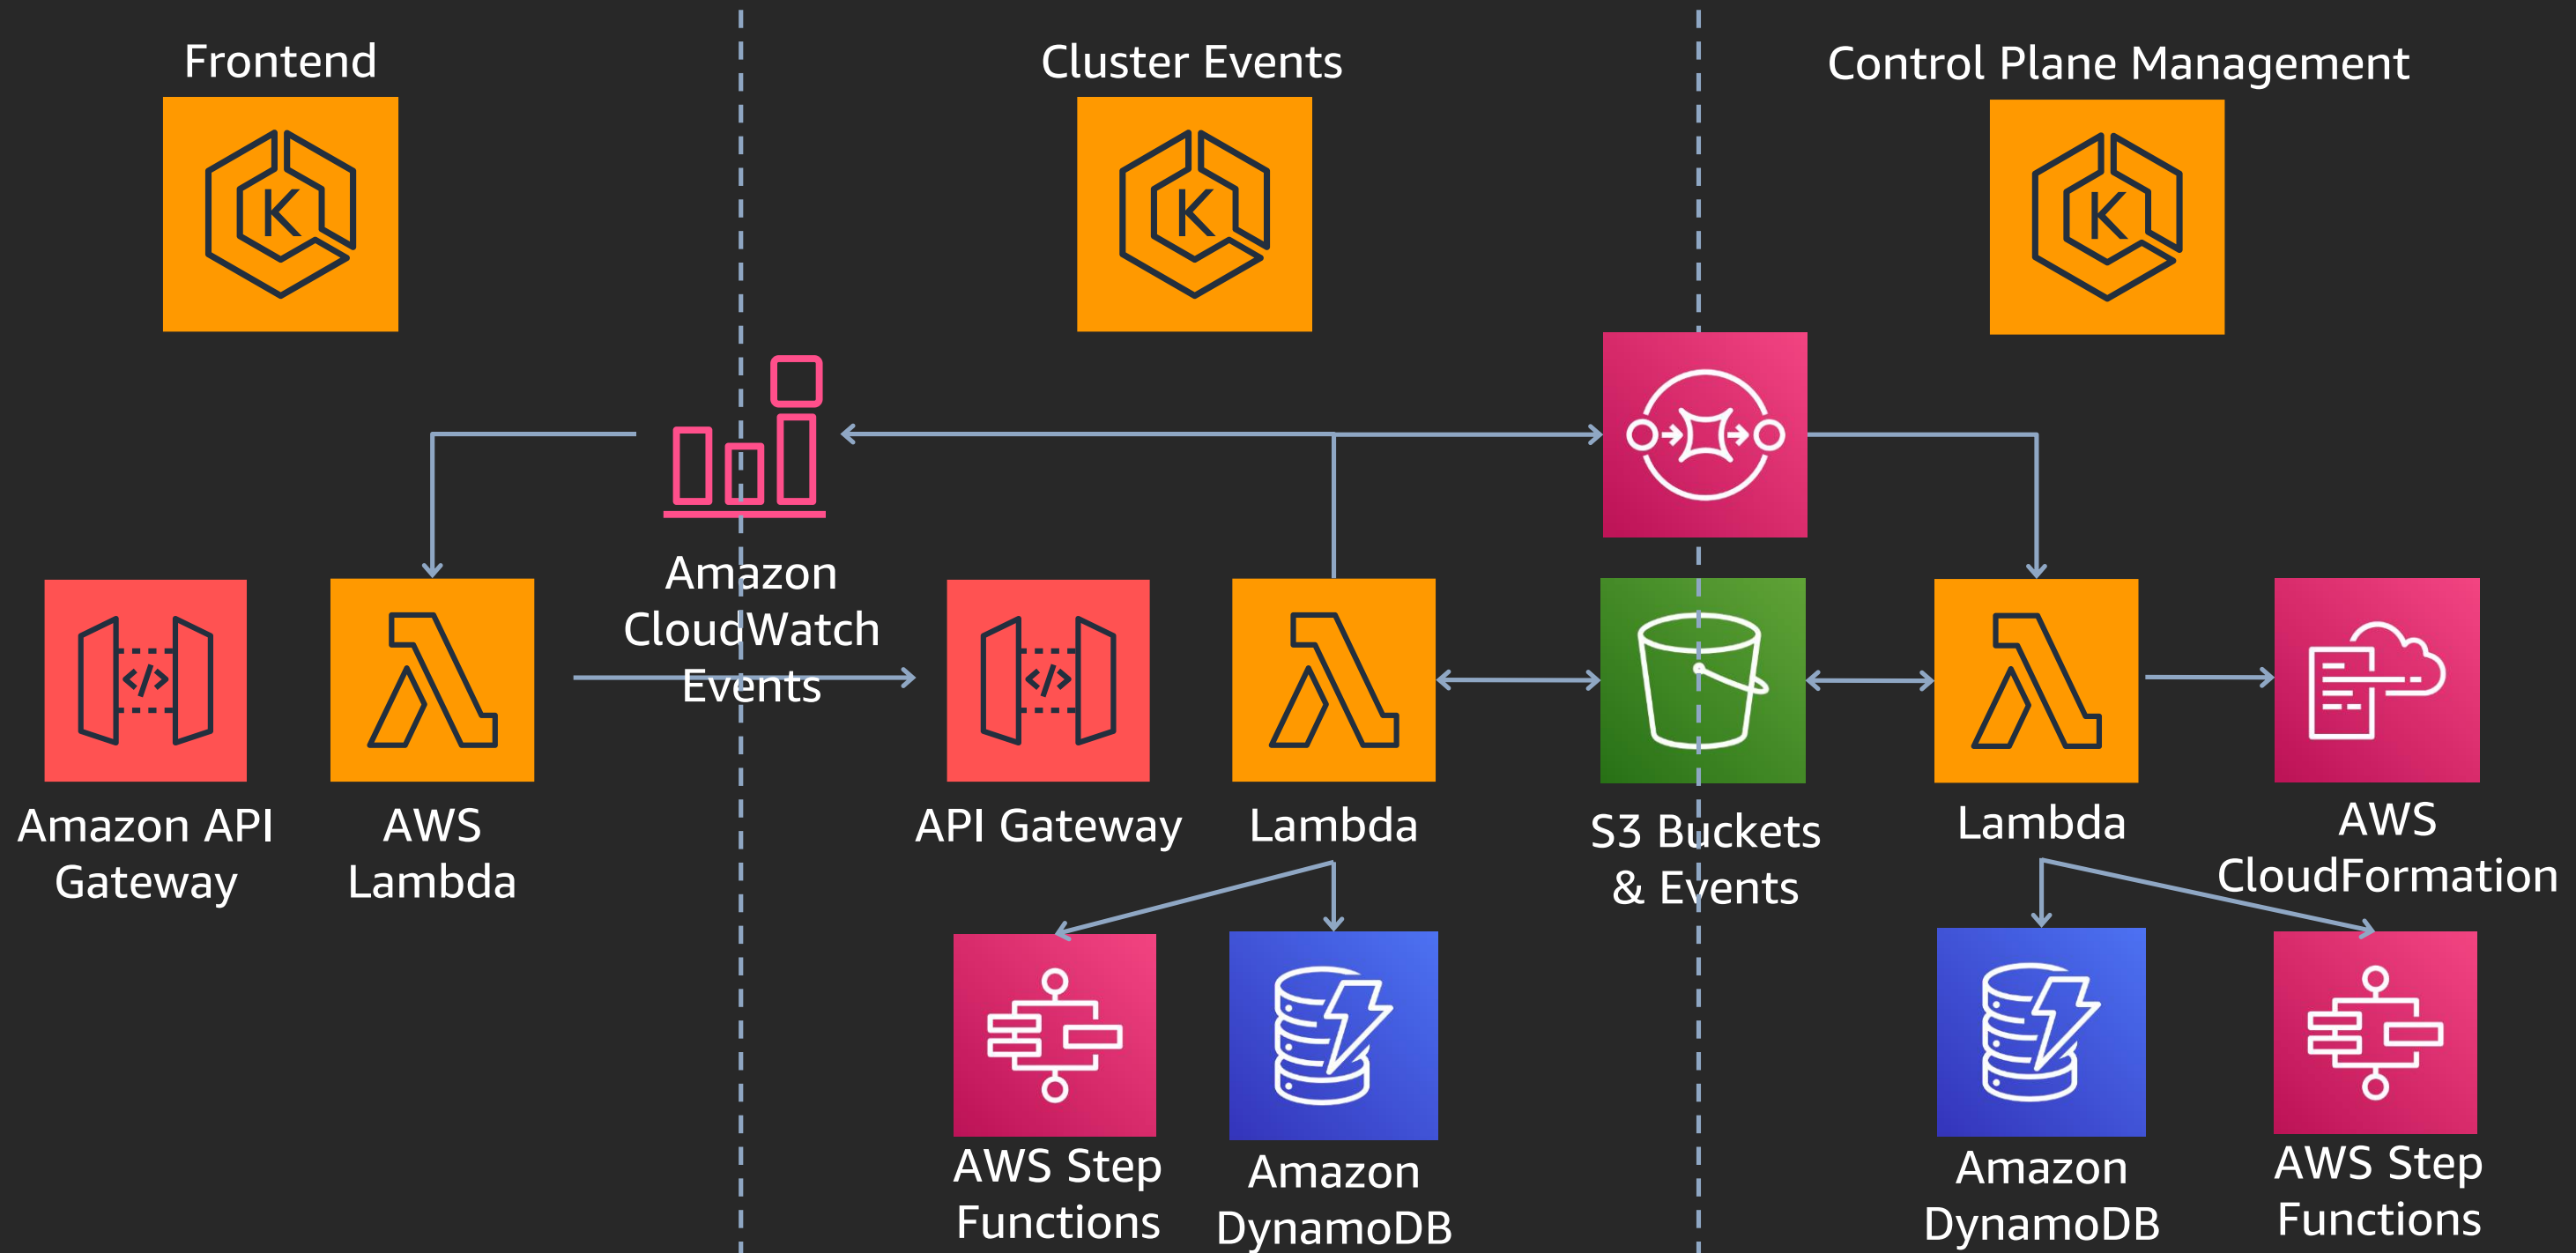 Frontend
Cluster Events
Control Plane Management
K
K
K
Amazon
CloudWatch
Events
</>
</>
Amazon API
Gateway
AWS
Lambda
API Gateway
Lambda
S3 Buckets
& Events
Lambda
AWS
CloudFormation
AWS Step
Functions
Amazon
DynamoDB
Amazon
DynamoDB
AWS Step
Functions